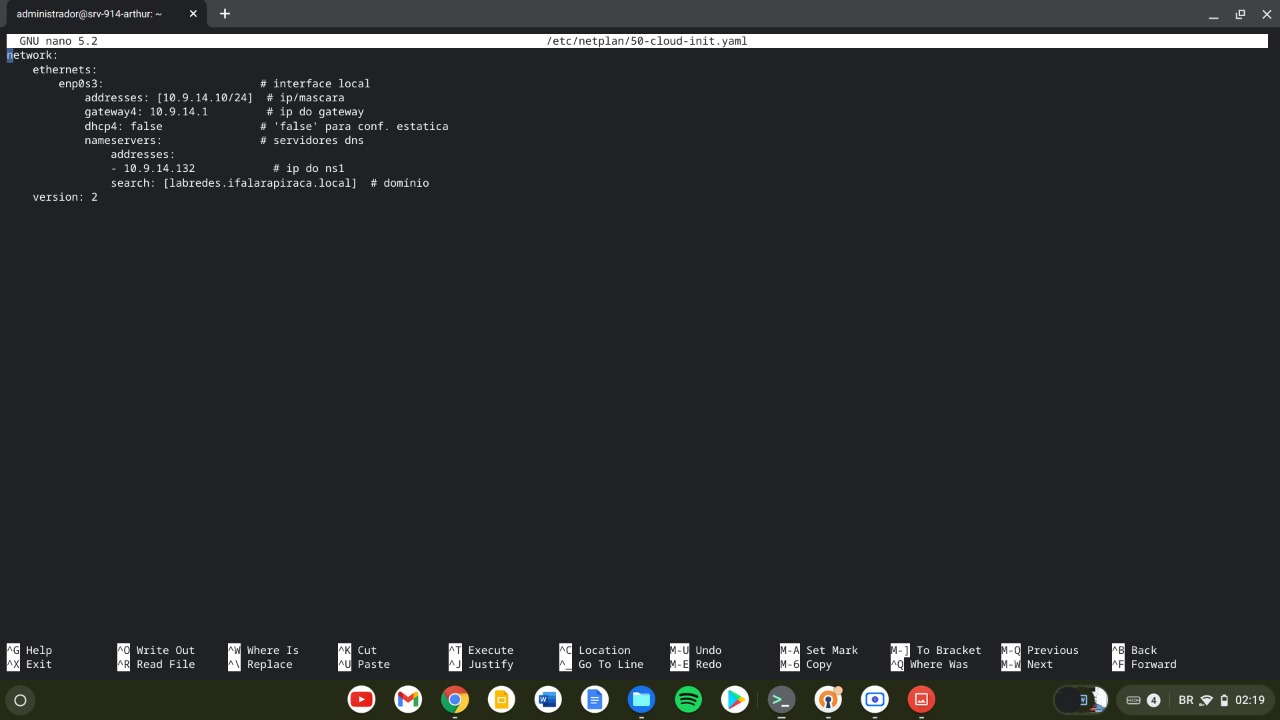 administrador@srv-914-arthur: ~
GNU nano 5.2 /etc/netplan/50-cloud-init.yaml
network:
ethernets:
enp0s3: # interface local
addresses: [10.9.14.10/24] # ip/mascara
gateway4: 10.9.14.1 # ip do gateway
dhcp4: false # 'false' para conf. estatica
nameservers: # servidores dns
addresses:
- 10.9.14.132 # ip do ns1
search: [labredes.ifalarapiraca.local] # domínio
version: 2
^G Help ^O Write Out ^W Where Is ^K Cut ^T Execute ^C Location M-U Undo M-A Set Mark M-] To Bracket M-Q Previous ^B Back
^X Exit ^R Read File ^\ Replace ^U Paste ^J Justify ^_ Go To Line M-E Redo M-6 Copy ^Q Where Was M-W Next ^F Forward
4 BR 02:19